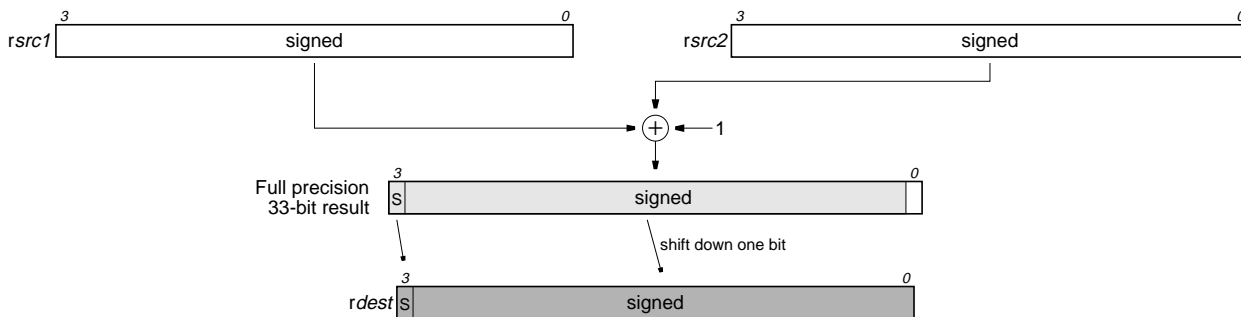 3 0 3 0
rsrc1 signed rsrc2 signed
+ 1
3 0
Full precision
33-bit result
S signed
shift down one bit
3 0
rdest S signed